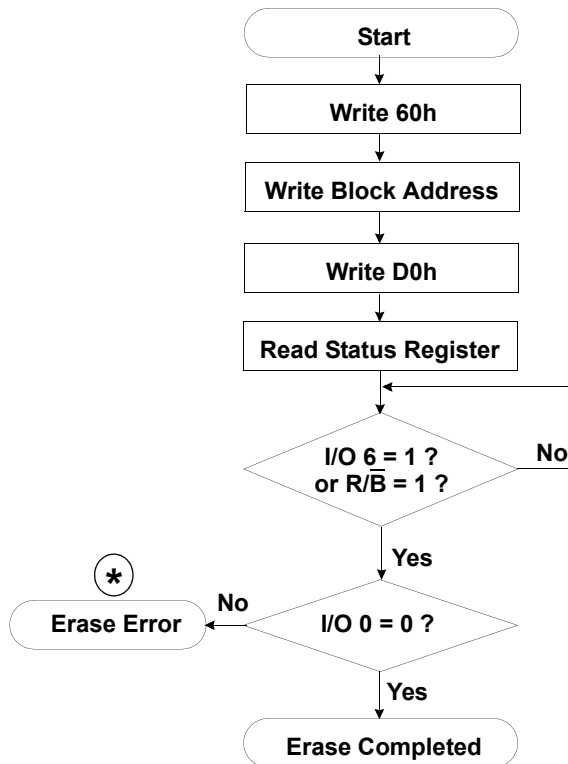 Start
Write 60h
Write Block Address
Write D0h
Read Status Register
I/O 6 = 1 ?
or R/B̅ = 1 ?
No
Yes
*
No
Erase Error
I/O 0 = 0 ?
Yes
Erase Completed